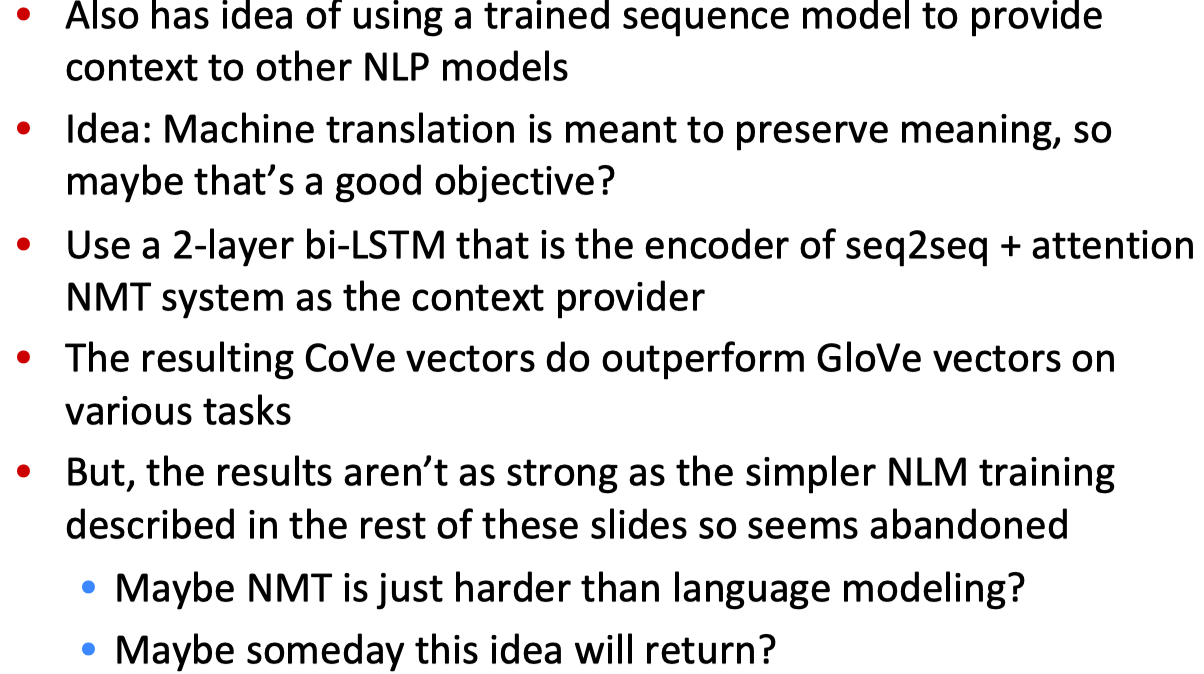 • Also has idea of using a trained sequence model to provide
context to other NLP models
• Idea: Machine translation is meant to preserve meaning, so
maybe that’s a good objective?
• Use a 2-layer bi-LSTM that is the encoder of seq2seq + attention
NMT system as the context provider
• The resulting CoVe vectors do outperform GloVe vectors on
various tasks
• But, the results aren’t as strong as the simpler NLM training
described in the rest of these slides so seems abandoned
• Maybe NMT is just harder than language modeling?
• Maybe someday this idea will return?